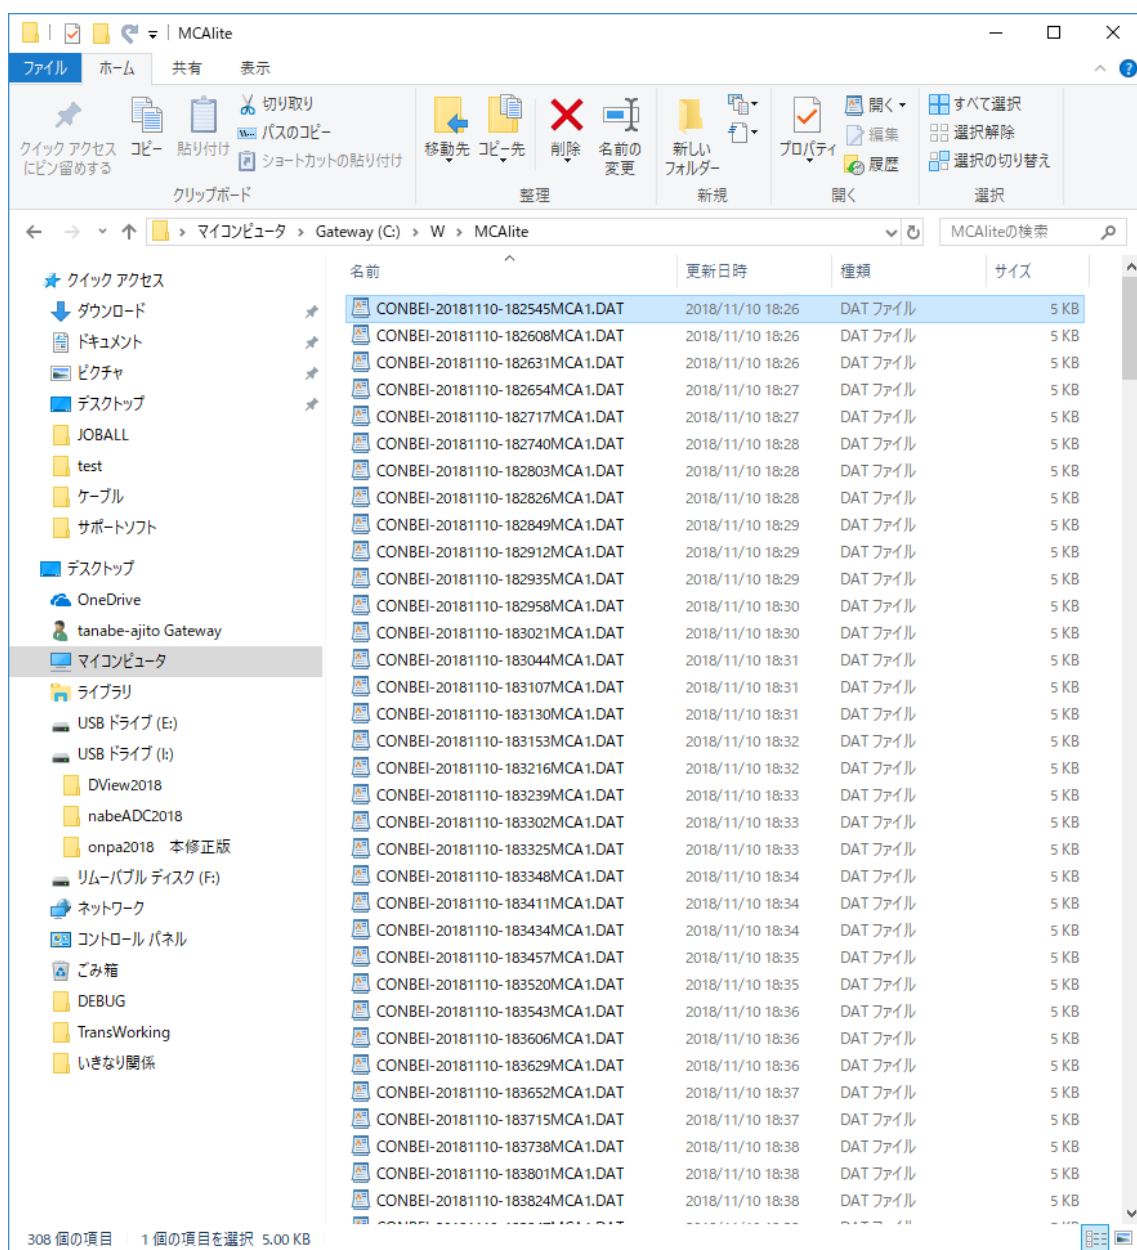 MCAlite
ファイル ホーム 共有 表示
クイック アクセス
にピン留めする
コピー
貼り付け
切り取り
パスのコピー
ショートカットの貼り付け
クリップボード
移動先
コピー先
削除
名前の
変更
整理
新しい
フォルダー
新規
プロパティ
開く
編集
履歴
開く
すべて選択
選択解除
選択の切り替え
選択
マイコンピュータ > Gateway (C:) > W > MCAlite
MCAliteの検索
クイック アクセス
ダウンロード
ドキュメント
ピクチャ
デスクトップ
JOBALL
test
ケーブル
サポートソフト
デスクトップ
OneDrive
tanabe-ajito Gateway
マイコンピュータ
ライブラリ
USB ドライブ (E:)
USB ドライブ (I:)
DView2018
nabeADC2018
onpa2018 本修正版
リムーバブル ディスク (F:)
ネットワーク
コントロール パネル
ごみ箱
DEBUG
TransWorking
いきなり関係
名前 更新日時 種類 サイズ
CONBEI-20181110-182545MCA1.DAT 2018/11/10 18:26 DAT ファイル 5 KB
CONBEI-20181110-182608MCA1.DAT 2018/11/10 18:26 DAT ファイル 5 KB
CONBEI-20181110-182631MCA1.DAT 2018/11/10 18:26 DAT ファイル 5 KB
CONBEI-20181110-182654MCA1.DAT 2018/11/10 18:27 DAT ファイル 5 KB
CONBEI-20181110-182717MCA1.DAT 2018/11/10 18:27 DAT ファイル 5 KB
CONBEI-20181110-182740MCA1.DAT 2018/11/10 18:28 DAT ファイル 5 KB
CONBEI-20181110-182803MCA1.DAT 2018/11/10 18:28 DAT ファイル 5 KB
CONBEI-20181110-182826MCA1.DAT 2018/11/10 18:28 DAT ファイル 5 KB
CONBEI-20181110-182849MCA1.DAT 2018/11/10 18:29 DAT ファイル 5 KB
CONBEI-20181110-182912MCA1.DAT 2018/11/10 18:29 DAT ファイル 5 KB
CONBEI-20181110-182935MCA1.DAT 2018/11/10 18:29 DAT ファイル 5 KB
CONBEI-20181110-182958MCA1.DAT 2018/11/10 18:30 DAT ファイル 5 KB
CONBEI-20181110-183021MCA1.DAT 2018/11/10 18:30 DAT ファイル 5 KB
CONBEI-20181110-183044MCA1.DAT 2018/11/10 18:31 DAT ファイル 5 KB
CONBEI-20181110-183107MCA1.DAT 2018/11/10 18:31 DAT ファイル 5 KB
CONBEI-20181110-183130MCA1.DAT 2018/11/10 18:31 DAT ファイル 5 KB
CONBEI-20181110-183153MCA1.DAT 2018/11/10 18:32 DAT ファイル 5 KB
CONBEI-20181110-183216MCA1.DAT 2018/11/10 18:32 DAT ファイル 5 KB
CONBEI-20181110-183239MCA1.DAT 2018/11/10 18:33 DAT ファイル 5 KB
CONBEI-20181110-183302MCA1.DAT 2018/11/10 18:33 DAT ファイル 5 KB
CONBEI-20181110-183325MCA1.DAT 2018/11/10 18:33 DAT ファイル 5 KB
CONBEI-20181110-183348MCA1.DAT 2018/11/10 18:34 DAT ファイル 5 KB
CONBEI-20181110-183411MCA1.DAT 2018/11/10 18:34 DAT ファイル 5 KB
CONBEI-20181110-183434MCA1.DAT 2018/11/10 18:34 DAT ファイル 5 KB
CONBEI-20181110-183457MCA1.DAT 2018/11/10 18:35 DAT ファイル 5 KB
CONBEI-20181110-183520MCA1.DAT 2018/11/10 18:35 DAT ファイル 5 KB
CONBEI-20181110-183543MCA1.DAT 2018/11/10 18:36 DAT ファイル 5 KB
CONBEI-20181110-183606MCA1.DAT 2018/11/10 18:36 DAT ファイル 5 KB
CONBEI-20181110-183629MCA1.DAT 2018/11/10 18:36 DAT ファイル 5 KB
CONBEI-20181110-183652MCA1.DAT 2018/11/10 18:37 DAT ファイル 5 KB
CONBEI-20181110-183715MCA1.DAT 2018/11/10 18:37 DAT ファイル 5 KB
CONBEI-20181110-183738MCA1.DAT 2018/11/10 18:38 DAT ファイル 5 KB
CONBEI-20181110-183801MCA1.DAT 2018/11/10 18:38 DAT ファイル 5 KB
CONBEI-20181110-183824MCA1.DAT 2018/11/10 18:38 DAT ファイル 5 KB
308 個の項目 1 個の項目を選択 5.00 KB